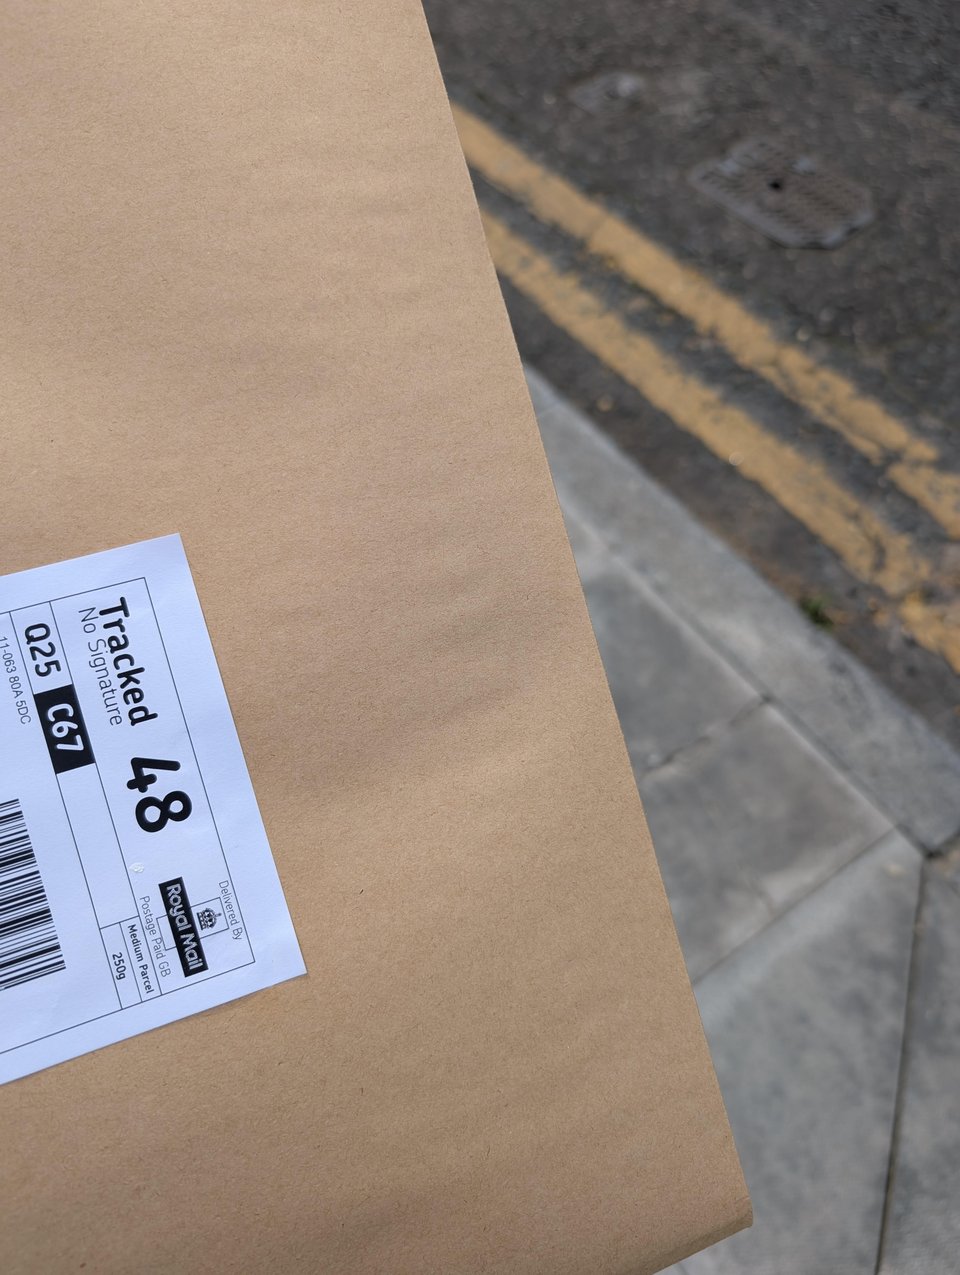 Delivered By
Royal Mail
Postage Paid GB
Tracked 48
No Signature
Medium Parcel
250g
Q25 C67
11-063 80A 5DC